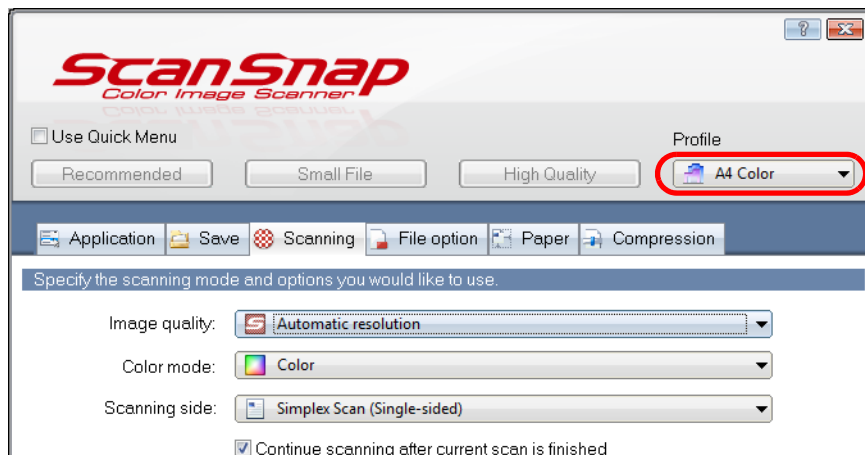 ScanSnap
Color Image Scanner
Use Quick Menu
Profile
Recommended Small File High Quality A4 Color
Application Save Scanning File option Paper Compression
Specify the scanning mode and options you would like to use.
Image quality: Automatic resolution
Color mode: Color
Scanning side: Simplex Scan (Single-sided)
Continue scanning after current scan is finished